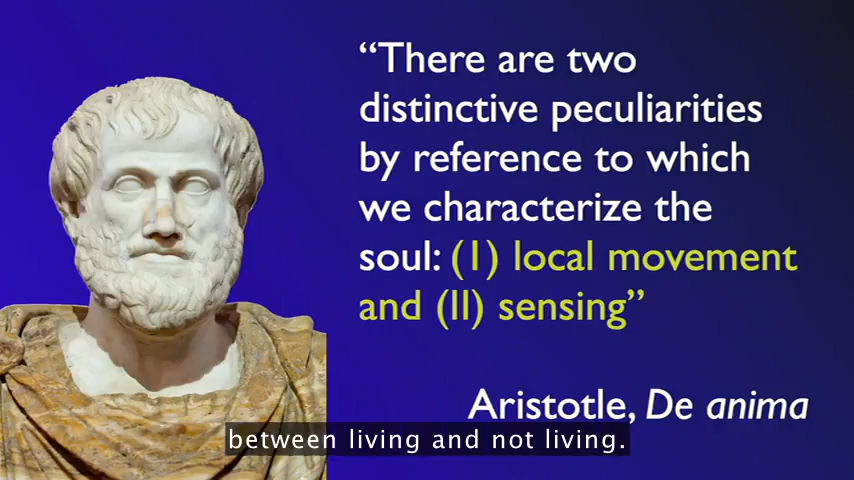 “There are two
distinctive peculiarities
by reference to which
we characterize the
soul: (I) local movement
and (II) sensing”
Aristotle, De anima
between living and not living.